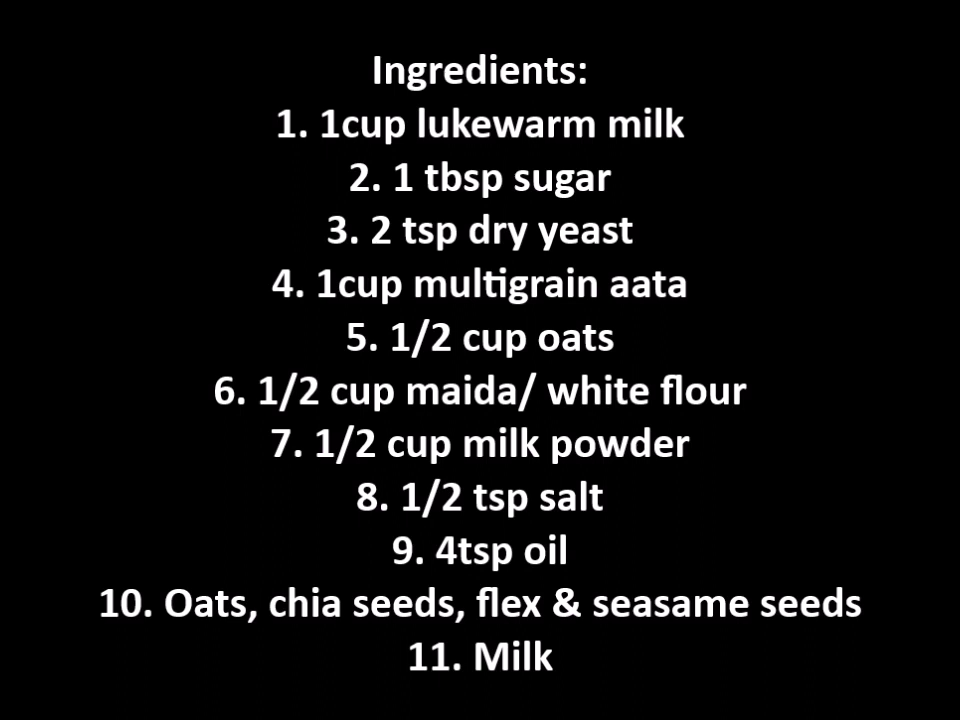 Ingredients:
1. 1cup lukewarm milk
2. 1 tbsp sugar
3. 2 tsp dry yeast
4. 1cup multigrain aata
5. 1/2 cup oats
6. 1/2 cup maida/ white flour
7. 1/2 cup milk powder
8. 1/2 tsp salt
9. 4tsp oil
10. Oats, chia seeds, flex & seasame seeds
11. Milk